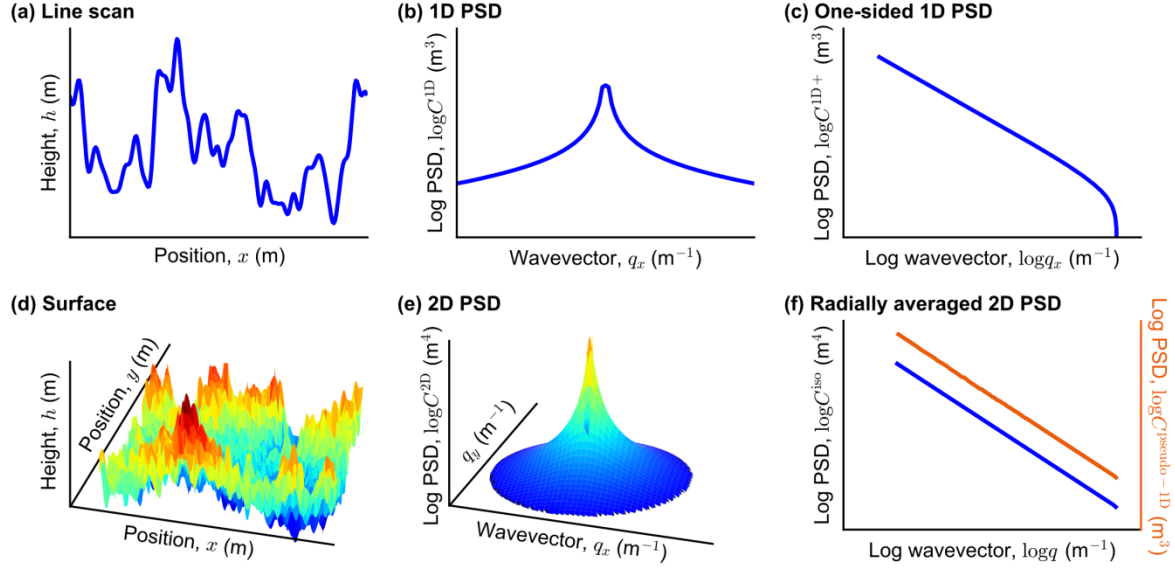 (a) Line scan
Height, h (m)
Position, x (m)
(b) 1D PSD
Log PSD, logC^1D (m^3)
Wavevector, q_x (m^−1)
(c) One-sided 1D PSD
Log PSD, logC^1D+ (m^3)
Log wavevector, logq_x (m^−1)
(d) Surface
Height, h (m)
Position, y (m)
Position, x (m)
(e) 2D PSD
Log PSD, logC^2D (m^4)
q_y (m^−1)
Wavevector, q_x (m^−1)
(f) Radially averaged 2D PSD
Log PSD, logC^iso (m^4)
Log wavevector, logq (m^−1)
Log PSD, logC^pseudo−1D (m^3)